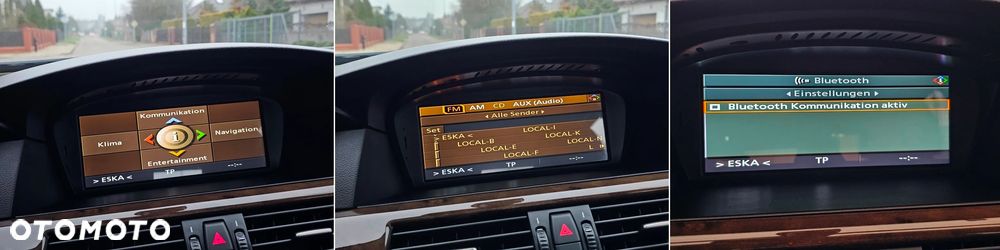 Kommunikation
Klima
Navigation
Entertainment
> ESKA <
TP
--:--
OTOMOTO
FM AM CD AUX (Audio)
◂ Alle Sender ▸
Set
ESKA <
LOCAL-I
LOCAL-B
LOCAL-K
LOCAL-E
LOCAL-N
LOCAL-F
L
> ESKA <
TP
--:--
Bluetooth
◂ Einstellungen ▸
Bluetooth Kommunikation aktiv
> ESKA <
TP
--:--